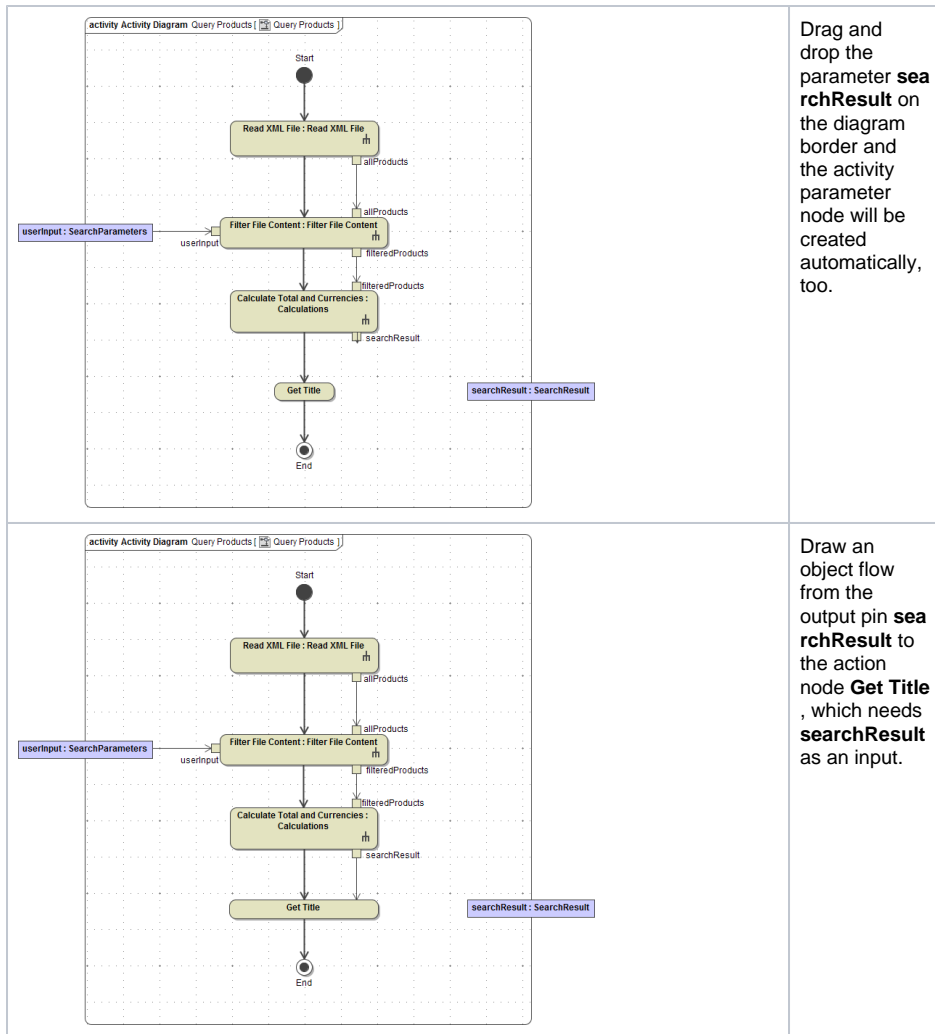 activity Activity Diagram Query Products [ Query Products ]
Start
Read XML File : Read XML File
allProducts
allProducts
userInput : SearchParameters
Filter File Content : Filter File Content
userInput
filteredProducts
filteredProducts
Calculate Total and Currencies :
Calculations
searchResult
Get Title
searchResult : SearchResult
End
Drag and
drop the
parameter sea
rchResult on
the diagram
border and
the activity
parameter
node will be
created
automatically,
too.
activity Activity Diagram Query Products [ Query Products ]
Start
Read XML File : Read XML File
allProducts
allProducts
userInput : SearchParameters
Filter File Content : Filter File Content
userInput
filteredProducts
filteredProducts
Calculate Total and Currencies :
Calculations
searchResult
Get Title
searchResult : SearchResult
End
Draw an
object flow
from the
output pin sea
rchResult to
the action
node Get Title
, which needs
searchResult
as an input.